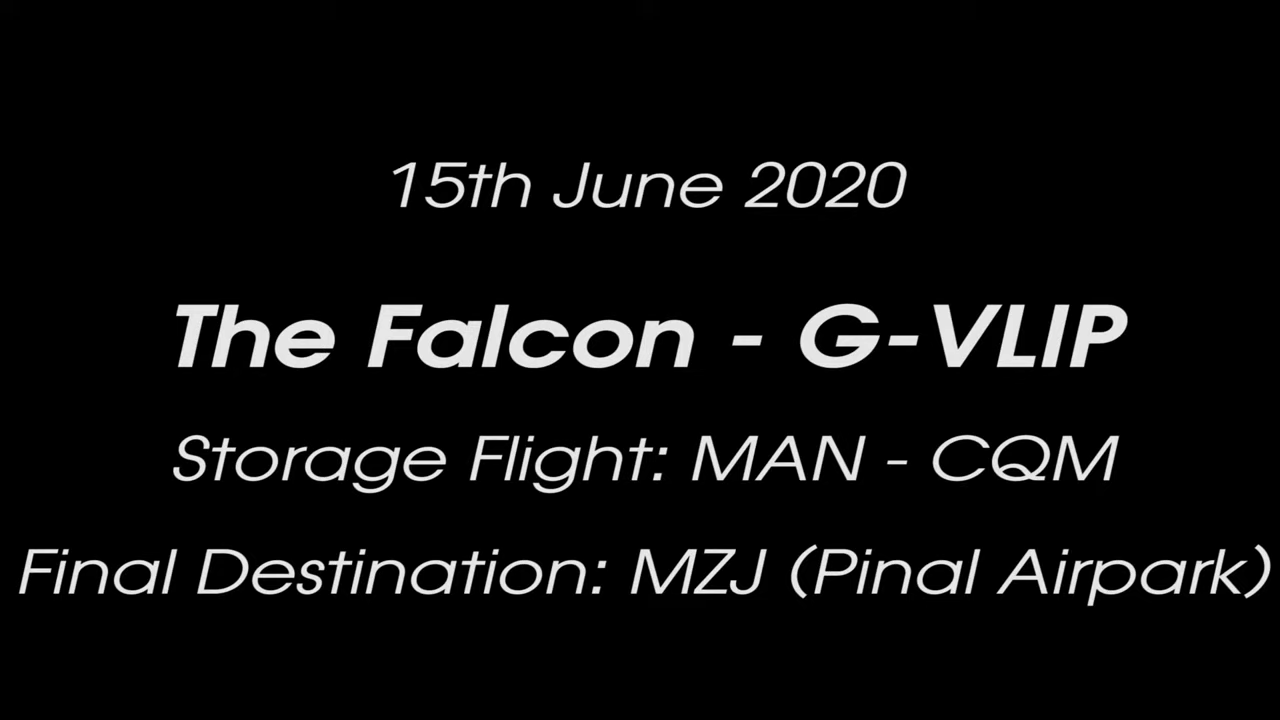 15th June 2020
The Falcon - G-VLIP
Storage Flight: MAN - CQM
Final Destination: MZJ (Pinal Airpark)